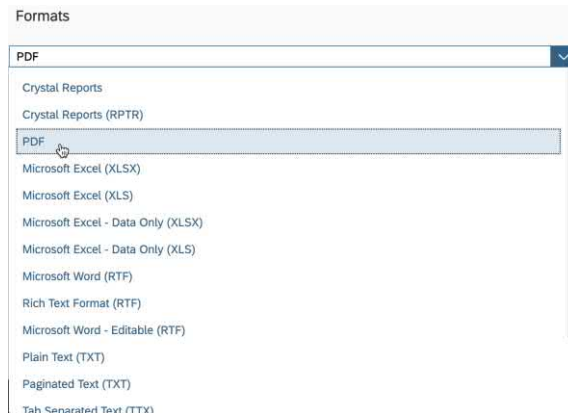 Formats
PDF
Crystal Reports
Crystal Reports (RPTR)
PDF
Microsoft Excel (XLSX)
Microsoft Excel (XLS)
Microsoft Excel - Data Only (XLSX)
Microsoft Excel - Data Only (XLS)
Microsoft Word (RTF)
Rich Text Format (RTF)
Microsoft Word - Editable (RTF)
Plain Text (TXT)
Paginated Text (TXT)
Tab Separated Text (TTX)